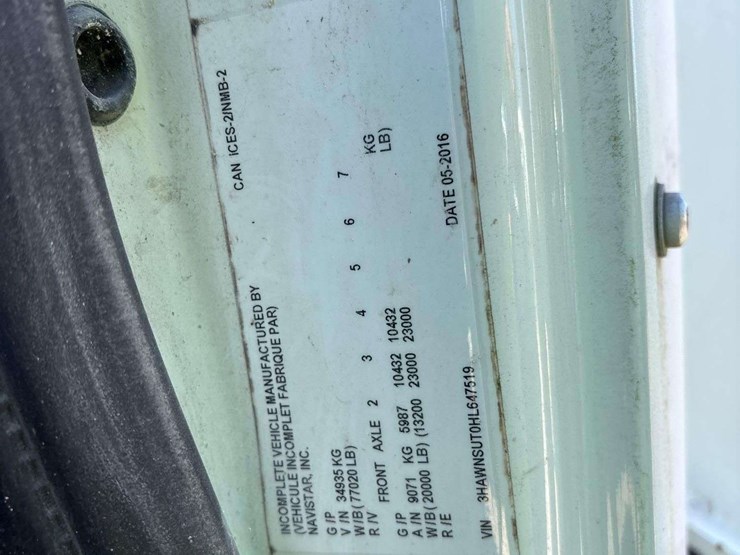 CAN ICES-2/NMB-2
INCOMPLETE VEHICLE MANUFACTURED BY
(VEHICULE INCOMPLET FABRIQUE PAR)
NAVISTAR, INC.
G/P
V/N 34935 KG
W/B ( 77020 LB)
R/V FRONT AXLE 2 3 4 5 6 7
G/P
A/N 9071 KG 5987 10432 10432 KG
W/B ( 20000 LB) (13200 23000 23000 LB)
R/E DATE 05-2016
VIN 3HAWNSUT0HL647519